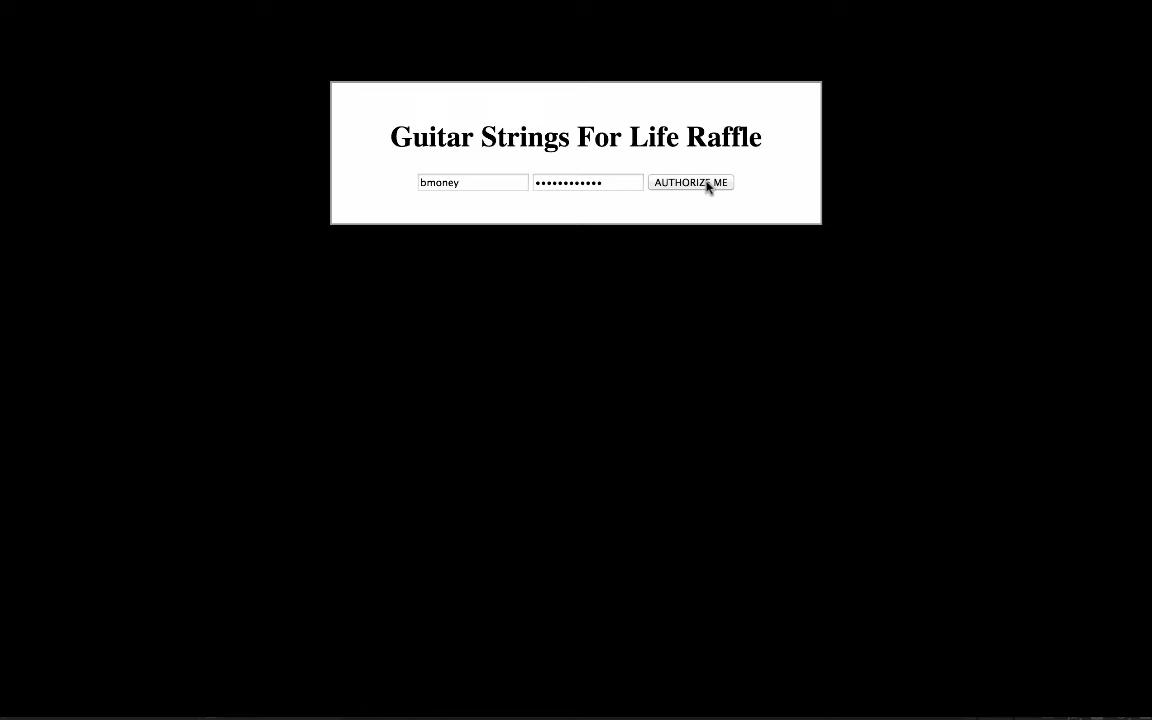 Guitar Strings For Life Raffle
bmoney •••••••••••• AUTHORIZE ME